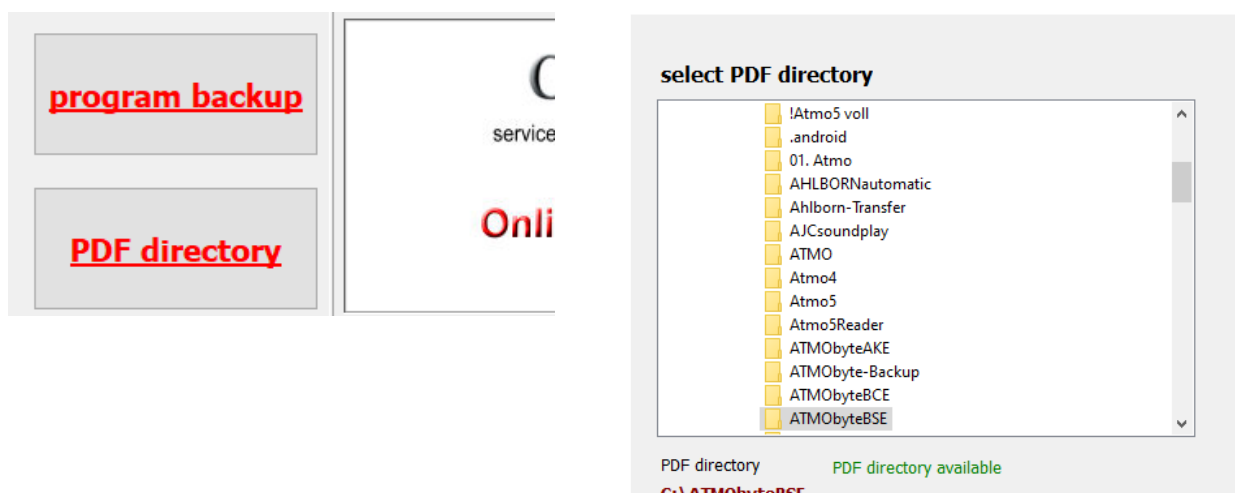 program backup
service
PDF directory
Onli
select PDF directory
!Atmo5 voll
.android
01. Atmo
AHLBORNautomatic
Ahlborn-Transfer
AJCsoundplay
ATMO
Atmo4
Atmo5
Atmo5Reader
ATMObyteAKE
ATMObyte-Backup
ATMObyteBCE
ATMObyteBSE
PDF directory PDF directory available
C:\ATMObyteBSE